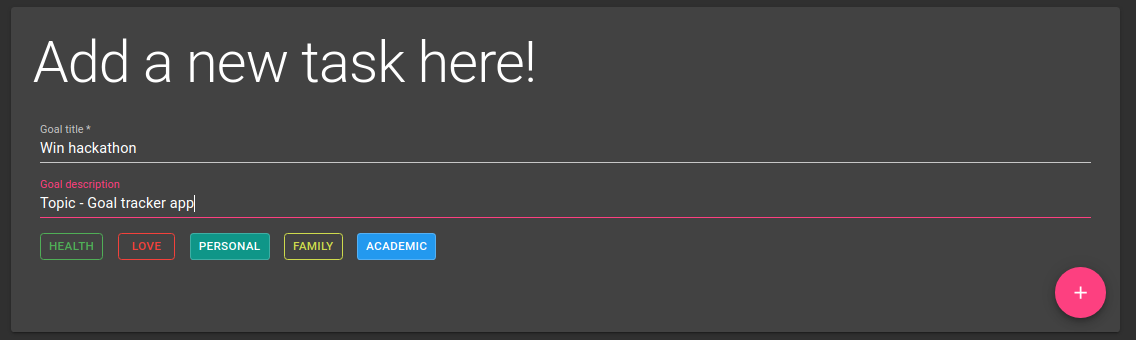 Add a new task here!
Goal title *
Win hackathon
Goal description
Topic - Goal tracker app
HEALTH LOVE PERSONAL FAMILY ACADEMIC
+